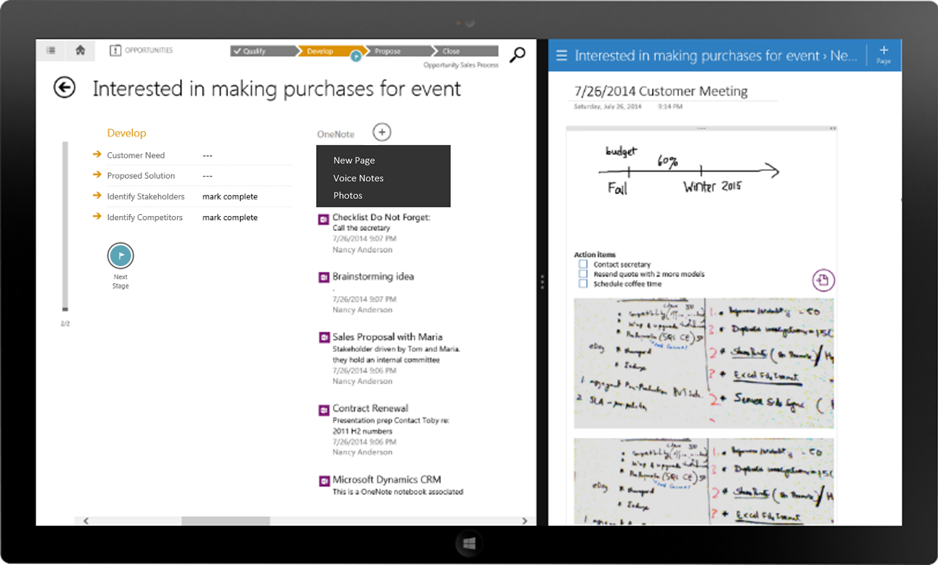 OPPORTUNITIES
Qualify
Develop
Propose
Close
Opportunity Sales Process
Interested in making purchases for event
Develop
Customer Need ---
Proposed Solution ---
Identify Stakeholders mark complete
Identify Competitors mark complete
Next
Stage
2/2
OneNote
New Page
Voice Notes
Photos
Checklist Do Not Forget:
Call the secretary
7/26/2014 9:07 PM
Nancy Anderson
Brainstorming idea
.
7/26/2014 9:07 PM
Nancy Anderson
Sales Proposal with Maria
Stakeholder driven by Tom and Maria.
they hold an internal committee
7/26/2014 9:06 PM
Nancy Anderson
Contract Renewal
Presentation prep Contact Toby re:
2011 H2 numbers
7/26/2014 9:06 PM
Nancy Anderson
Microsoft Dynamics CRM
This is a OneNote notebook associated
Interested in making purchases for event › Ne...
Page
7/26/2014 Customer Meeting
Saturday, July 26, 2014 9:14 PM
budget
60%
Fall Winter 2015
Action items
Contact secretary
Resend quote with 2 more models
Schedule coffee time